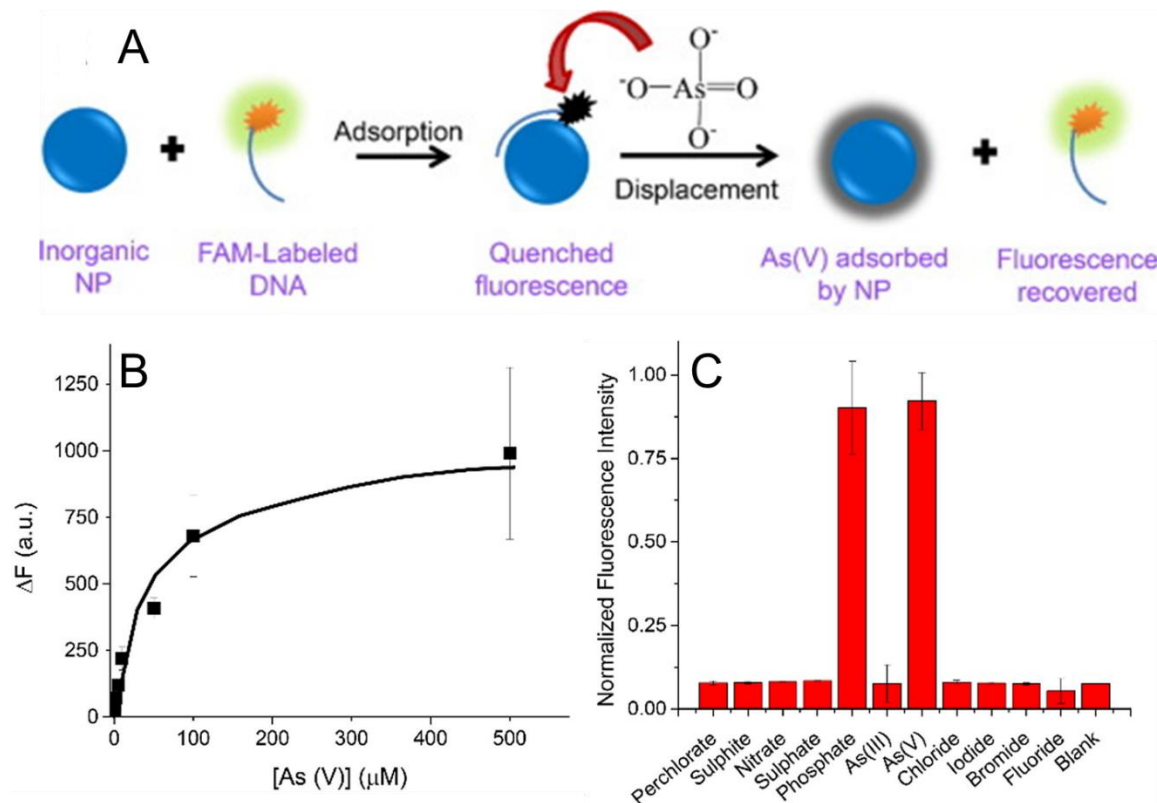 A
O⁻
⁻O—As=O
O⁻
Adsorption
Displacement
Inorganic
NP
FAM-Labeled
DNA
Quenched
fluorescence
As(V) adsorbed
by NP
Fluorescence
recovered
B
ΔF (a.u.)
1250
1000
750
500
250
0
0 100 200 300 400 500
[As (V)] (μM)
C
Normalized Fluorescence Intensity
1.00
0.75
0.50
0.25
0.00
Perchlorate
Sulphite
Nitrate
Sulphate
Phosphate
As(III)
As(V)
Chloride
Iodide
Bromide
Fluoride
Blank